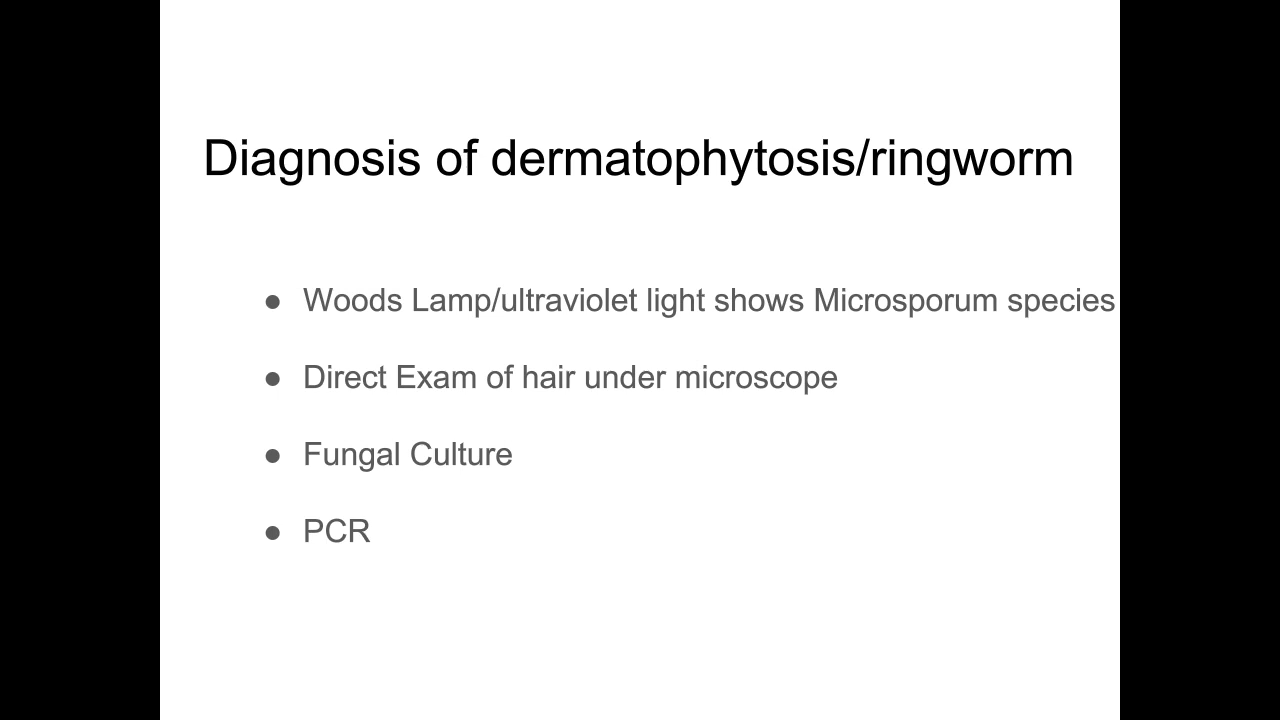 Diagnosis of dermatophytosis/ringworm
● Woods Lamp/ultraviolet light shows Microsporum species
● Direct Exam of hair under microscope
● Fungal Culture
● PCR